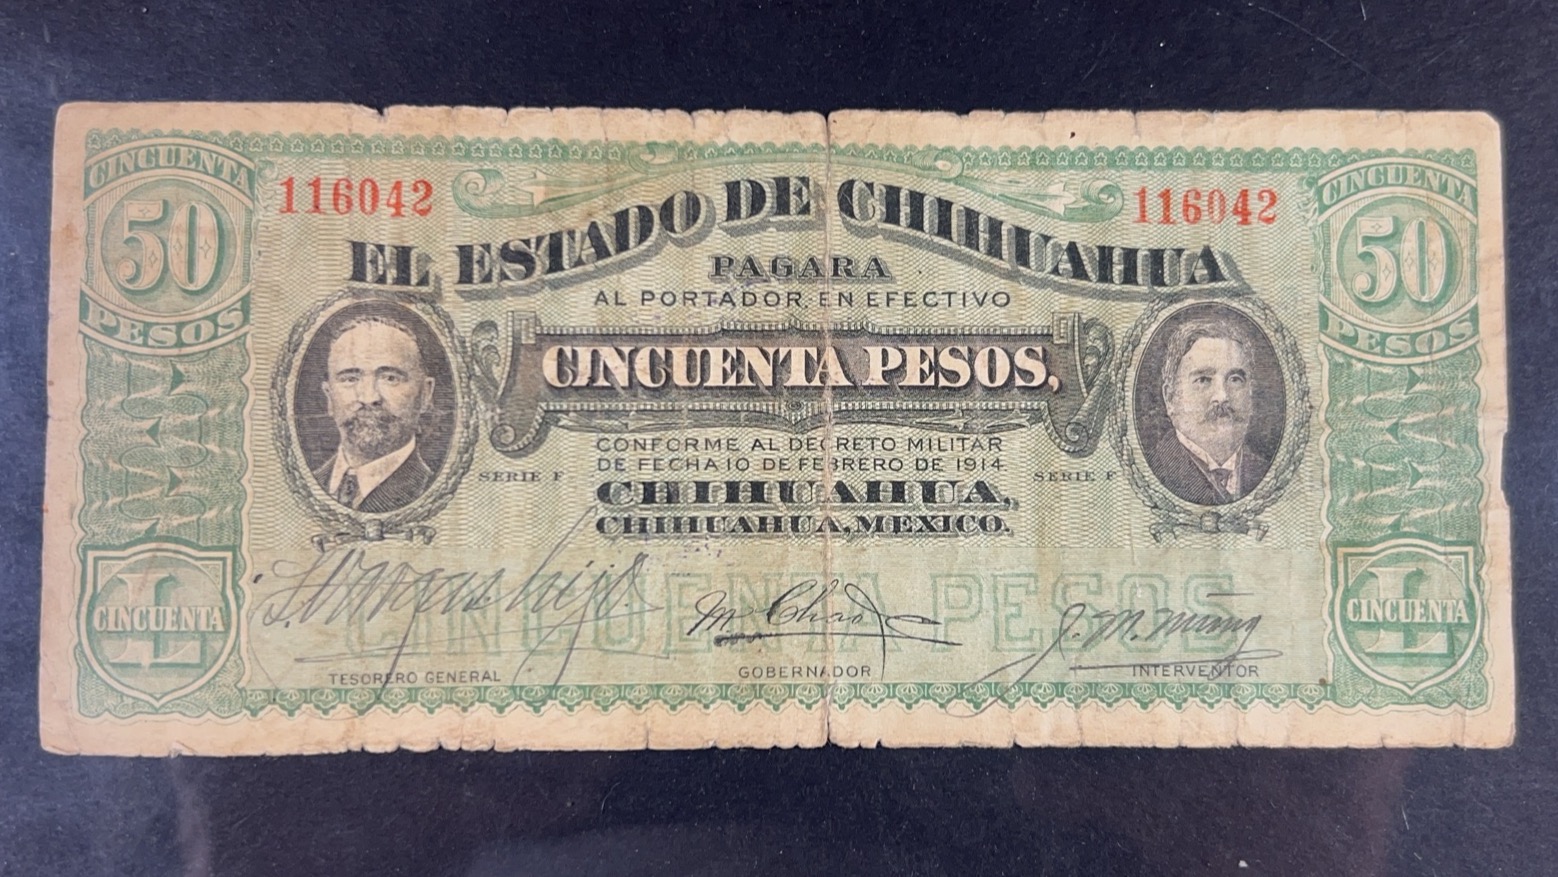 CINCUENTA
50
PESOS
116042
EL ESTADO DE CHIHUAHUA
116042
CINCUENTA
50
PESOS
PAGARA
AL PORTADOR EN EFECTIVO
CINCUENTA PESOS,
CONFORME AL DECRETO MILITAR
DE FECHA 10 DE FEBRERO DE 1914
SERIE F
SERIE F
CHIHUAHUA,
CHIHUAHUA, MEXICO.
CINCUENTA PESOS
L
CINCUENTA
L
CINCUENTA
TESORERO GENERAL
GOBERNADOR
INTERVENTOR